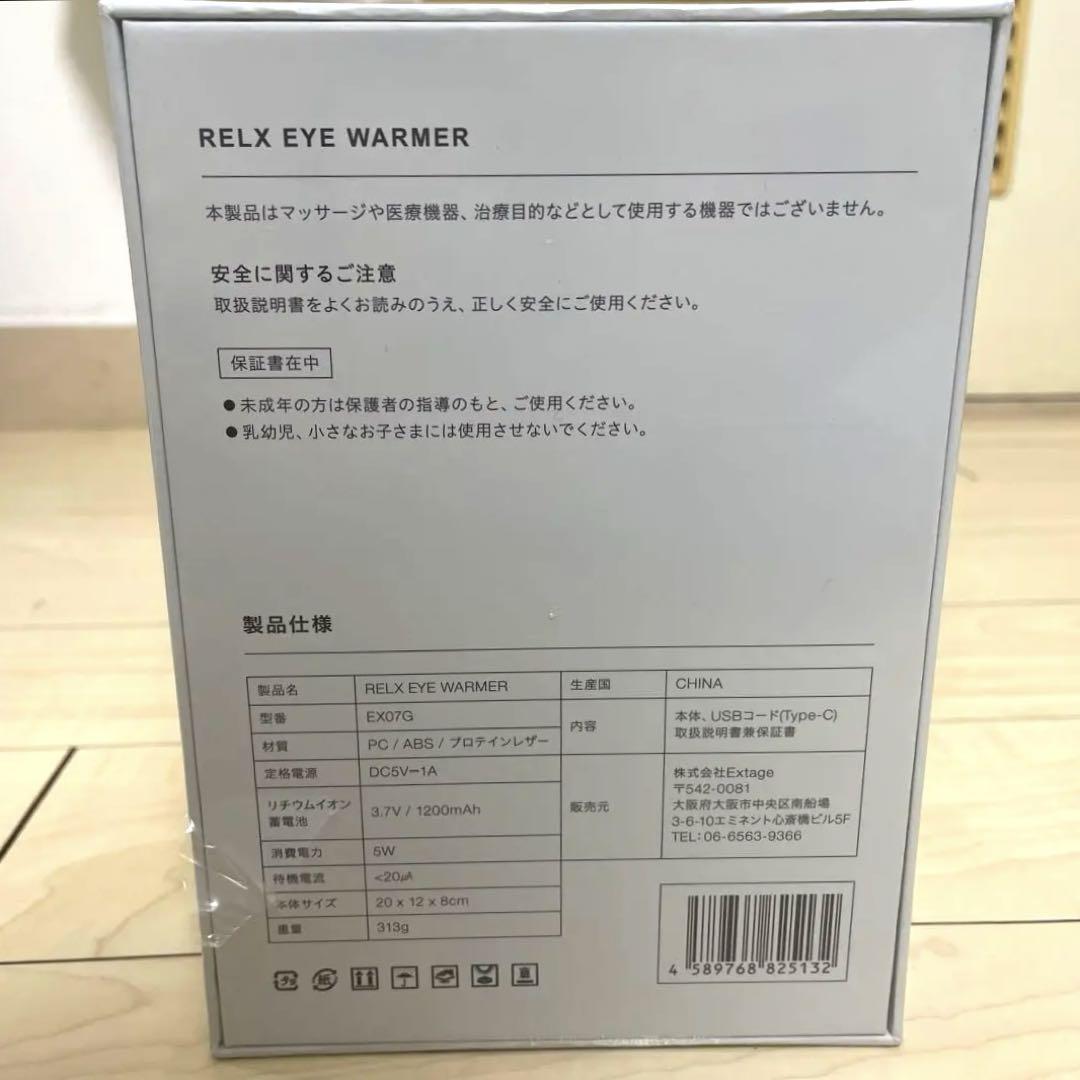 RELX EYE WARMER
本製品はマッサージや医療機器、治療目的などとして使用する機器ではございません。
安全に関するご注意
取扱説明書をよくお読みのうえ、正しく安全にご使用ください。
保証書在中
●未成年の方は保護者の指導のもと、ご使用ください。
●乳幼児、小さなお子さまには使用させないでください。
製品仕様
製品名 RELX EYE WARMER
型番 EX07G
材質 PC / ABS / プロテインレザー
定格電源 DC5V⎓1A
リチウムイオン
蓄電池 3.7V / 1200mAh
消費電力 5W
待機電流 <20μA
本体サイズ 20 x 12 x 8cm
重量 313g
生産国 CHINA
内容 本体、USBコード(Type-C)
取扱説明書兼保証書
販売元 株式会社Extage
〒542-0081
大阪府大阪市中央区南船場
3-6-10エミネント心斎橋ビル5F
TEL:06-6563-9366
プラ
紙
4 589768 825132